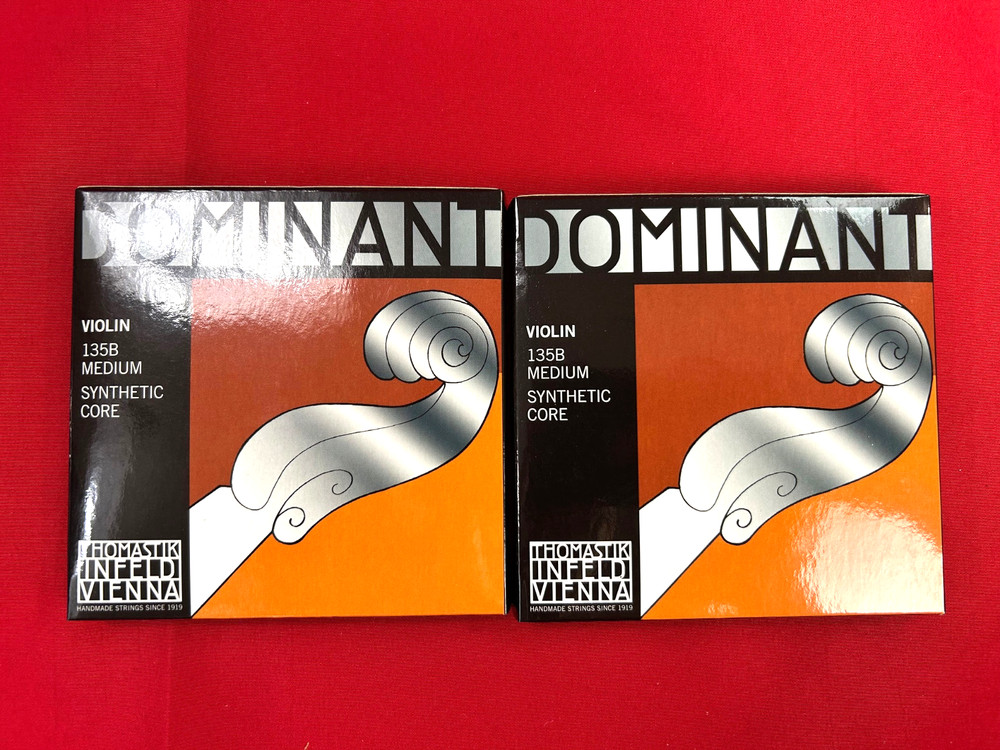 DOMINANT
VIOLIN
135B
MEDIUM
SYNTHETIC
CORE
THOMASTIK
INFELD
VIENNA
HANDMADE STRINGS SINCE 1919
DOMINANT
VIOLIN
135B
MEDIUM
SYNTHETIC
CORE
THOMASTIK
INFELD
VIENNA
HANDMADE STRINGS SINCE 1919